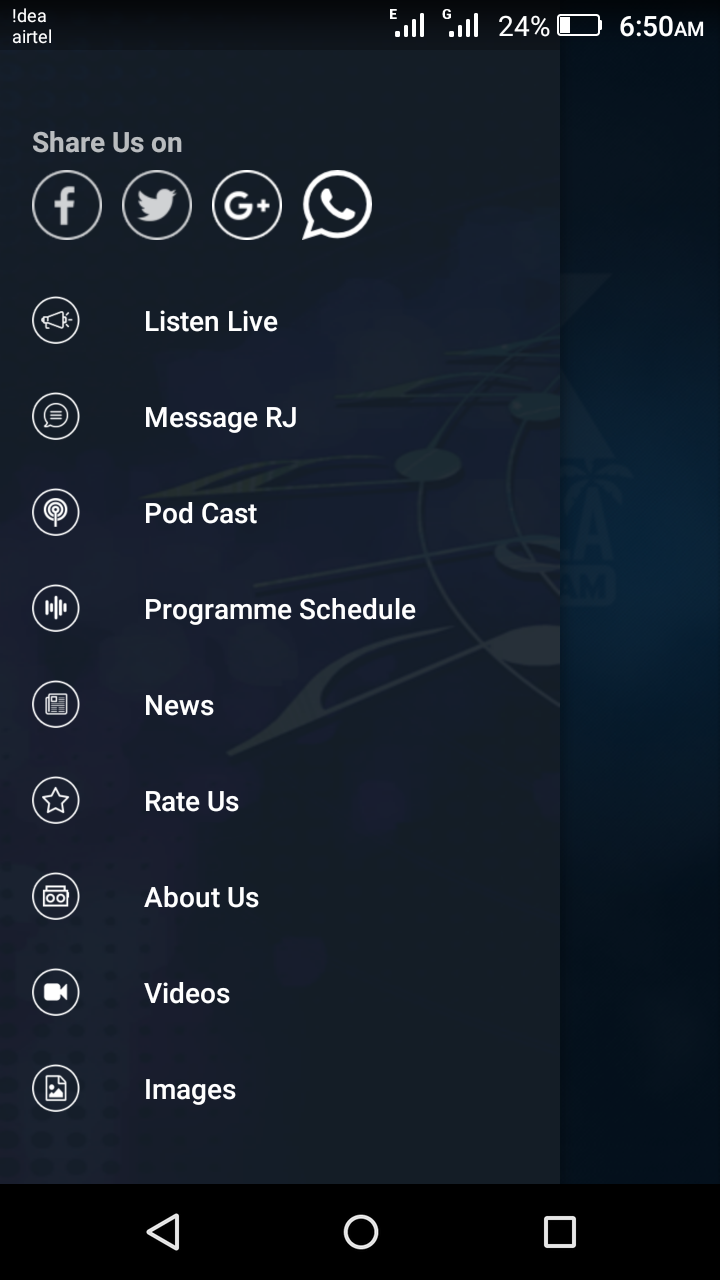 !dea
airtel
E G 24% 6:50AM
Share Us on
f G+
Listen Live
Message RJ
Pod Cast
Programme Schedule
News
Rate Us
About Us
Videos
Images